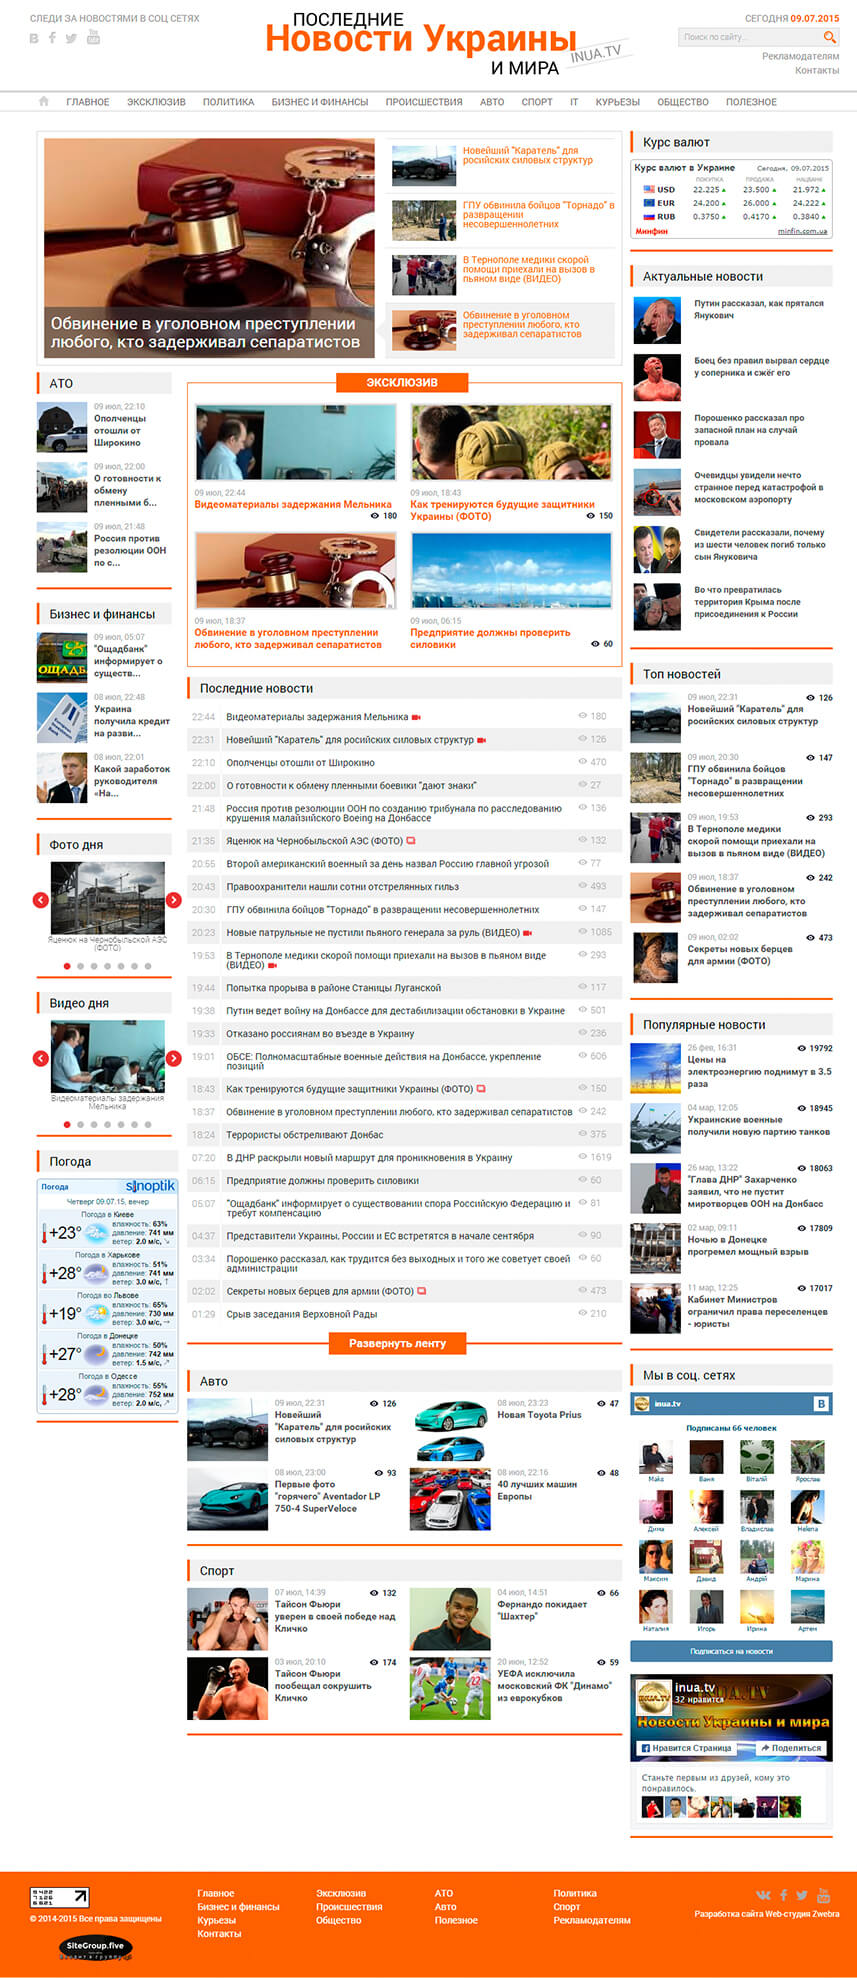 СЛЕДИ ЗА НОВОСТЯМИ В СОЦ СЕТЯХ
ПОСЛЕДНИЕ
Новости Украины
И МИРА
INUA.TV
СЕГОДНЯ 09.07.2015
Поиск по сайту...
Рекламодателям
Контакты
ГЛАВНОЕ ЭКСКЛЮЗИВ ПОЛИТИКА БИЗНЕС И ФИНАНСЫ ПРОИСШЕСТВИЯ АВТО СПОРТ IT КУРЬЕЗЫ ОБЩЕСТВО ПОЛЕЗНОЕ
Обвинение в уголовном преступлении
любого, кто задерживал сепаратистов
Новейший "Каратель" для
росийских силовых структур
ГПУ обвинила бойцов "Торнадо" в
развращении
несовершеннолетних
В Тернополе медики скорой
помощи приехали на вызов в
пьяном виде (ВИДЕО)
Обвинение в уголовном
преступлении любого, кто
задерживал сепаратистов
АТО
09 июл, 22:10
Ополченцы
отошли от
Широкино
09 июл, 22:00
О готовности к
обмену
пленными б...
09 июл, 21:48
Россия против
резолюции ООН
по с...
Бизнес и финансы
09 июл, 05:07
"Ощадбанк"
информирует о
существ...
ОЩАДБ
08 июл, 22:48
Украина
получила кредит
на разви...
08 июл, 22:01
Какой заработок
руководителя
«На...
Фото дня
Яценюк на Чернобыльской АЭС
(ФОТО)
Видео дня
Видеоматериалы задержания
Мельника
Погода
Погода sinoptik
Четверг 09.07.15, вечер
Погода в Киеве
+23°
влажность: 63%
давление: 741 мм
ветер: 2.0 м/с,
Погода в Харькове
+28°
влажность: 51%
давление: 741 мм
ветер: 3.0 м/с,
Погода во Львове
+19°
влажность: 65%
давление: 730 мм
ветер: 3.0 м/с,
Погода в Донецке
+27°
влажность: 50%
давление: 742 мм
ветер: 1.5 м/с,
Погода в Одессе
+28°
влажность: 55%
давление: 752 мм
ветер: 2.0 м/с,
ЭКСКЛЮЗИВ
09 июл, 22:44
Видеоматериалы задержания Мельника
180
09 июл, 18:43
Как тренируются будущие защитники
Украины (ФОТО) 150
09 июл, 18:37
Обвинение в уголовном преступлении
любого, кто задерживал сепаратистов
09 июл, 06:15
Предприятие должны проверить
силовики 60
Последние новости
22:44 Видеоматериалы задержания Мельника 180
22:31 Новейший "Каратель" для росийских силовых структур 126
22:10 Ополченцы отошли от Широкино 470
22:00 О готовности к обмену пленными боевики "дают знаки" 27
21:48 Россия против резолюции ООН по созданию трибунала по расследованию 136
крушения малайзийского Boeing на Донбассе
21:35 Яценюк на Чернобыльской АЭС (ФОТО) 132
20:55 Второй американский военный за день назвал Россию главной угрозой 77
20:43 Правоохранители нашли сотни отстрелянных гильз 493
20:30 ГПУ обвинила бойцов "Торнадо" в развращении несовершеннолетних 147
20:23 Новые патрульные не пустили пьяного генерала за руль (ВИДЕО) 1085
19:53 В Тернополе медики скорой помощи приехали на вызов в пьяном виде 293
(ВИДЕО)
19:44 Попытка прорыва в районе Станицы Луганской 117
19:38 Путин ведет войну на Донбассе для дестабилизации обстановки в Украине 501
19:33 Отказано россиянам во въезде в Украину 236
19:01 ОБСЕ: Полномасштабные военные действия на Донбассе, укрепление 606
позиций
18:43 Как тренируются будущие защитники Украины (ФОТО) 150
18:37 Обвинение в уголовном преступлении любого, кто задерживал сепаратистов 242
18:24 Террористы обстреливают Донбас 375
07:20 В ДНР раскрыли новый маршрут для проникновения в Украину 1619
06:15 Предприятие должны проверить силовики 60
05:07 "Ощадбанк" информирует о существовании спора Российскую Федерацию и 81
требут компенсацию
04:37 Представители Украины, России и ЕС встретятся в начале сентября 90
03:34 Порошенко рассказал, как трудится без выходных и того же советует своей 60
администрации
02:02 Секреты новых берцев для армии (ФОТО) 473
01:29 Срыв заседания Верховной Рады 210
Развернуть ленту
Авто
09 июл, 22:31 126
Новейший
"Каратель" для росийских
силовых структур
08 июл, 23:23 47
Новая Toyota Prius
08 июл, 23:00 93
Первые фото
"горячего" Aventador LP
750-4 SuperVeloce
08 июл, 22:16 48
40 лучших машин
Европы
Спорт
07 июл, 14:39 132
Тайсон Фьюри
уверен в своей победе над
Кличко
04 июл, 14:51 66
Фернандо покидает
"Шахтер"
03 июл, 20:10 174
Тайсон Фьюри
пообещал сокрушить
Кличко
20 июн, 12:52 59
УЕФА исключила
московский ФК "Динамо"
из еврокубков
Курс валют
Курс валют в Украине Сегодня, 09.07.2015
ПОКУПКА ПРОДАЖА НАЦБАНК
USD 22.225 23.500 21.972
EUR 24.200 26.000 24.222
RUB 0.3750 0.4170 0.3840
Минфин minfin.com.ua
Актуальные новости
Путин рассказал, как прятался
Янукович
Боец без правил вырвал сердце
у соперника и сжёг его
Порошенко рассказал про
запасной план на случай
провала
Очевидцы увидели нечто
странное перед катастрофой в
московском аэропорту
Свидетели рассказали, почему
из шести человек погиб только
сын Януковича
Во что превратилась
территория Крыма после
присоединения к России
Топ новостей
09 июл, 22:31 126
Новейший "Каратель" для
росийских силовых структур
09 июл, 20:30 147
ГПУ обвинила бойцов
"Торнадо" в развращении
несовершеннолетних
09 июл, 19:53 293
В Тернополе медики
скорой помощи приехали на
вызов в пьяном виде (ВИДЕО)
09 июл, 18:37 242
Обвинение в уголовном
преступлении любого, кто
задерживал сепаратистов
09 июл, 02:02 473
Секреты новых берцев
для армии (ФОТО)
Популярные новости
26 фев, 16:31 19792
Цены на
електроэнергию поднимут в 3.5
раза
04 мар, 12:05 18945
Украинские военные
получили новую партию танков
26 мар, 13:22 18063
"Глава ДНР" Захарченко
заявил, что не пустит
миротворцев ООН на Донбасс
02 мар, 09:11 17809
Ночью в Донецке
прогремел мощный взрыв
11 мар, 12:25 17017
Кабинет Министров
ограничил права переселенцев
- юристы
Мы в соц. сетях
inua.tv
Подписаны 66 человек
Maks Ваня Віталій Ярослав
Дима Алексей Владислав Helena
Максим Давид Андрій Марина
Наталия Игорь Ирина Артем
Подписаться на новости
INUA.TV
inua.tv
32 нравится
Новости Украины и мира
Нравится Страница Поделиться
Станьте первым из друзей, кому это
понравилось.
9422
7126
6621
© 2014-2015 Все права защищены
SiteGroup.five
Главное
Бизнес и финансы
Курьезы
Контакты
Эксклюзив
Происшествия
Общество
АТО
Авто
Полезное
Политика
Спорт
Рекламодателям
Разработка сайта Web-студия Zwebra